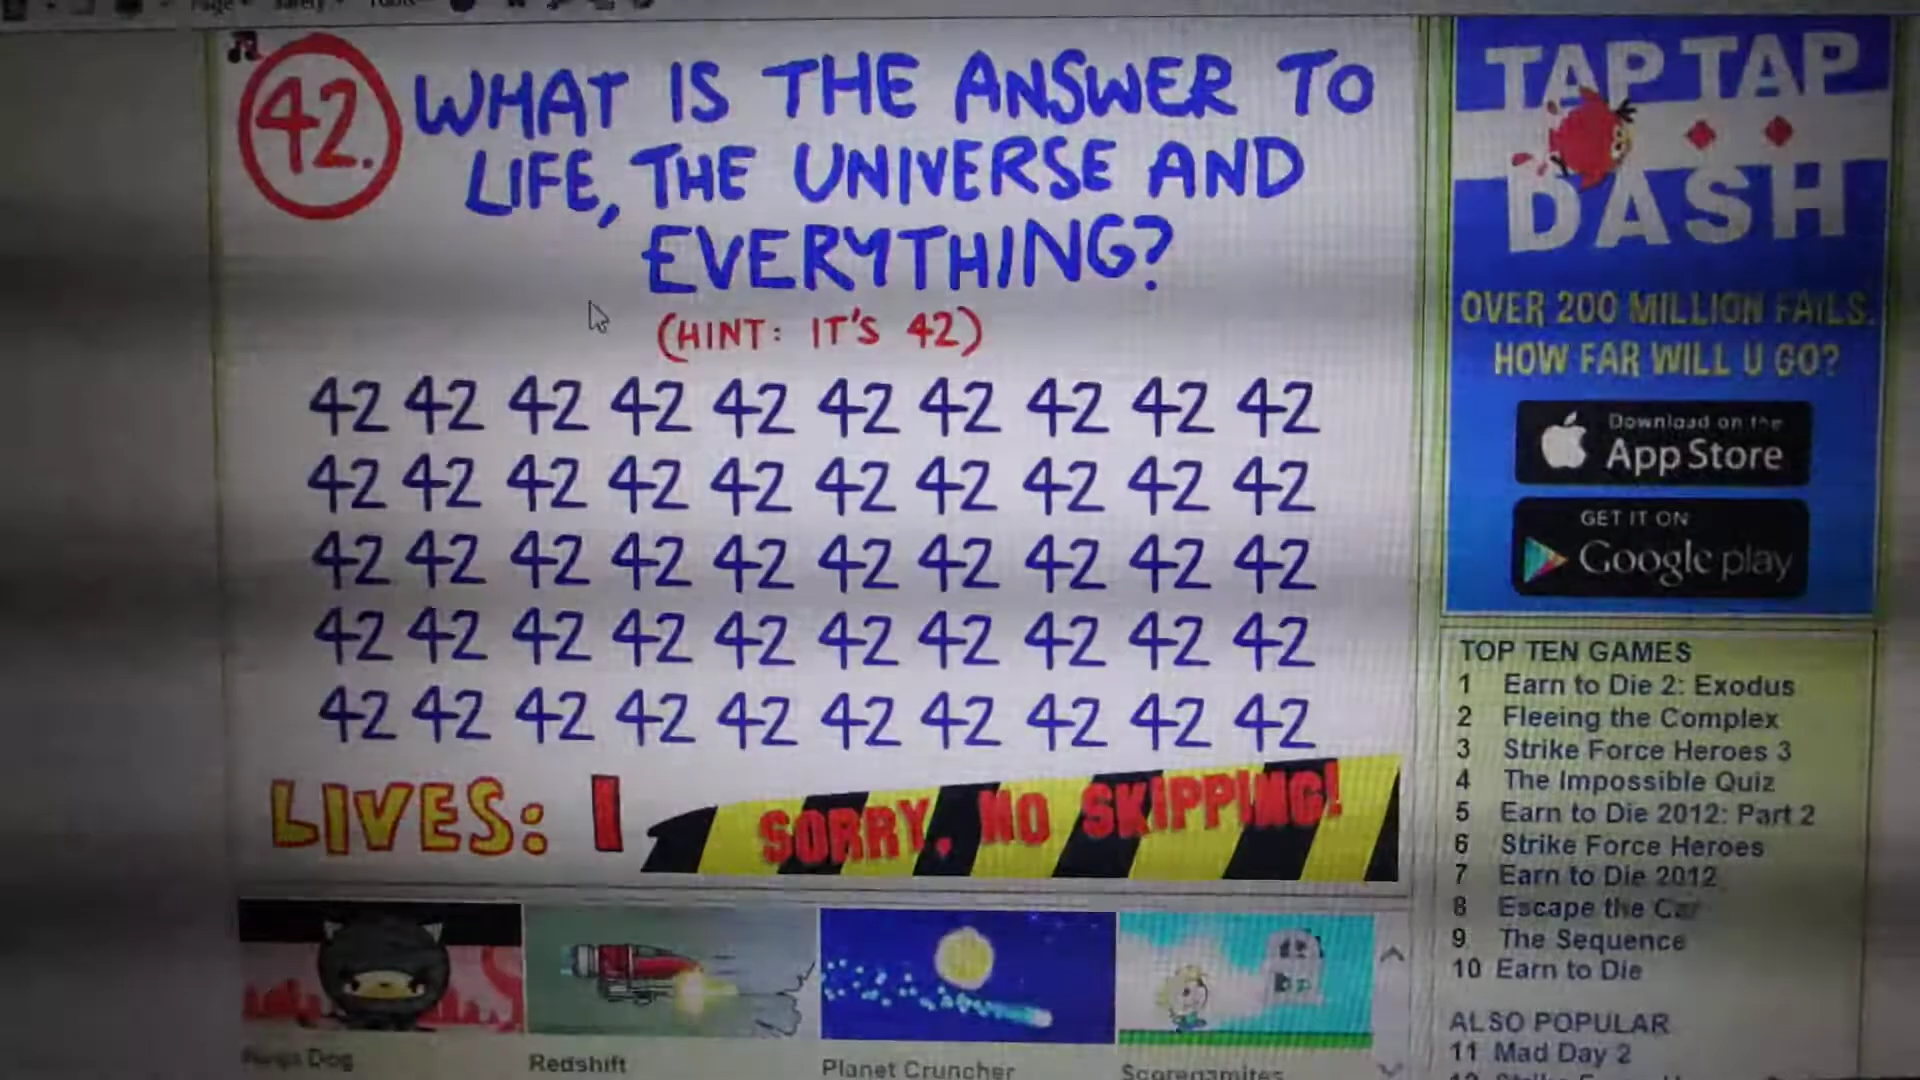 Page Safety Tools
42. WHAT IS THE ANSWER TO
LIFE, THE UNIVERSE AND
EVERYTHING?
(HINT: IT'S 42)
42 42 42 42 42 42 42 42 42 42
42 42 42 42 42 42 42 42 42 42
42 42 42 42 42 42 42 42 42 42
42 42 42 42 42 42 42 42 42 42
42 42 42 42 42 42 42 42 42 42
LIVES: 1
SORRY, NO SKIPPING!
Redshift
Planet Cruncher
TAP TAP
DASH
OVER 200 MILLION FAILS.
HOW FAR WILL U GO?
Download on the
App Store
GET IT ON
Google play
TOP TEN GAMES
1 Earn to Die 2: Exodus
2 Fleeing the Complex
3 Strike Force Heroes 3
4 The Impossible Quiz
5 Earn to Die 2012: Part 2
6 Strike Force Heroes
7 Earn to Die 2012
8 Escape the Car
9 The Sequence
10 Earn to Die
ALSO POPULAR
11 Mad Day 2